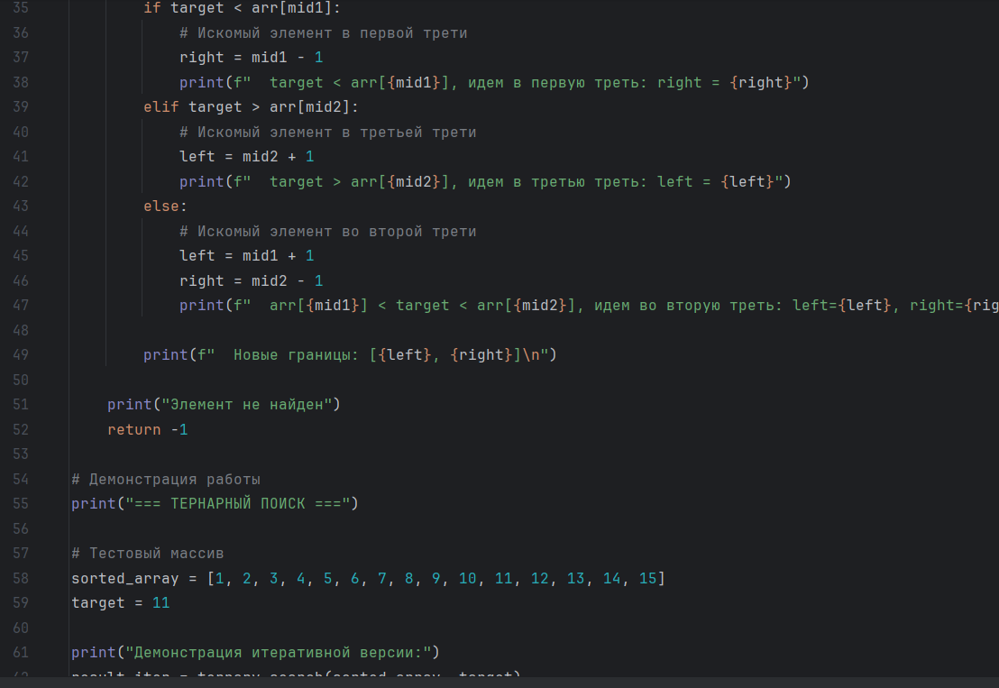 35 if target < arr[mid1]:
36 # Искомый элемент в первой трети
37 right = mid1 - 1
38 print(f"  target < arr[{mid1}], идем в первую треть: right = {right}")
39 elif target > arr[mid2]:
40 # Искомый элемент в третьей трети
41 left = mid2 + 1
42 print(f"  target > arr[{mid2}], идем в третью треть: left = {left}")
43 else:
44 # Искомый элемент во второй трети
45 left = mid1 + 1
46 right = mid2 - 1
47 print(f"  arr[{mid1}] < target < arr[{mid2}], идем во вторую треть: left={left}, right={rig
48
49 print(f"  Новые границы: [{left}, {right}]\n")
50
51 print("Элемент не найден")
52 return -1
53
54 # Демонстрация работы
55 print("=== ТЕРНАРНЫЙ ПОИСК ===")
56
57 # Тестовый массив
58 sorted_array = [1, 2, 3, 4, 5, 6, 7, 8, 9, 10, 11, 12, 13, 14, 15]
59 target = 11
60
61 print("Демонстрация итеративной версии:")